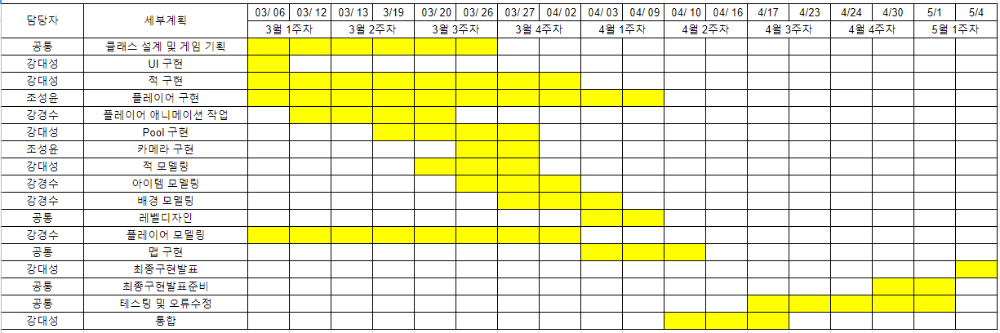 담당자 세부계획 03/ 06 03/ 12 03/ 13 3/19 03/ 20 03/ 26 03/ 27 04/ 02 04/ 03 04/ 09 04/ 10 04/ 16 4/17 4/23 4/24 4/30 5/1 5/4
3월 1주차 3월 2주차 3월 3주차 3월 4주차 4월 1주차 4월 2주차 4월 3주차 4월 4주차 5월 1주차
공통 클래스 설계 및 게임 기획
강대성 UI 구현
강대성 적 구현
조성윤 플레이어 구현
강경수 플레이어 애니메이션 작업
강대성 Pool 구현
조성윤 카메라 구현
강대성 적 모델링
강경수 아이템 모델링
강경수 배경 모델링
공통 레벨디자인
강경수 플레이어 모델링
공통 맵 구현
강대성 최종구현발표
공통 최종구현발표준비
공통 테스팅 및 오류수정
강대성 통합